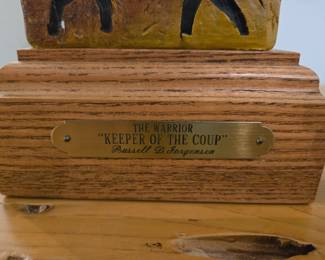 THE WARRIOR
"KEEPER OF THE COUP"
Russell D. Jorgensen